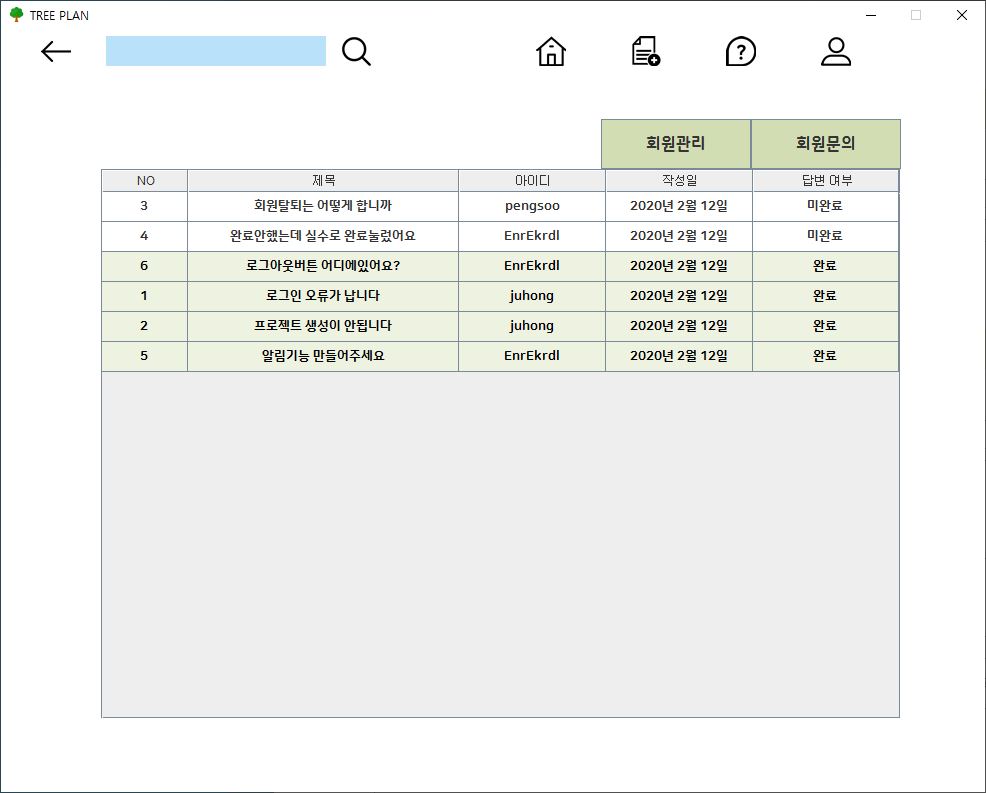 TREE PLAN
회원관리 회원문의
NO 제목 아이디 작성일 답변 여부
3 회원탈퇴는 어떻게 합니까 pengsoo 2020년 2월 12일 미완료
4 완료안했는데 실수로 완료눌렀어요 EnrEkrdl 2020년 2월 12일 미완료
6 로그아웃버튼 어디에있어요? EnrEkrdl 2020년 2월 12일 완료
1 로그인 오류가 납니다 juhong 2020년 2월 12일 완료
2 프로젝트 생성이 안됩니다 juhong 2020년 2월 12일 완료
5 알림기능 만들어주세요 EnrEkrdl 2020년 2월 12일 완료